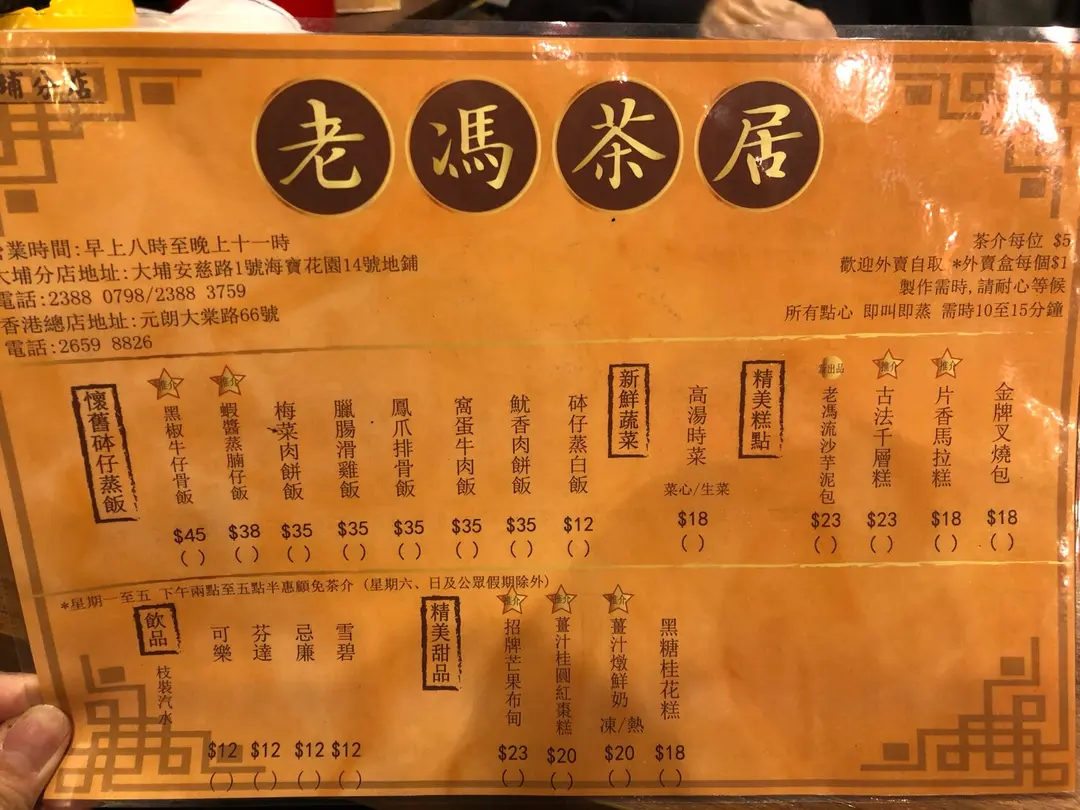 埔分店
老馮茶居
營業時間:早上八時至晚上十一時
大埔分店地址:大埔安慈路1號海寶花園14號地鋪
電話:2388 0798/2388 3759
香港總店地址:元朗大棠路66號
電話:2659 8826
茶介每位 $5
歡迎外賣自取 *外賣盒每個$1
製作需時,請耐心等候
所有點心 即叫即蒸 需時10至15分鐘
金牌叉燒包
$18
( )
推介
片香馬拉糕
$18
( )
推介
古法千層糕
$23
( )
新出品
老馮流沙芋泥包
$23
( )
精美糕點
高湯時菜
菜心/生菜
$18
( )
新鮮蔬菜
砵仔蒸白飯
$12
( )
魷香肉餅飯
$35
( )
窩蛋牛肉飯
$35
( )
鳳爪排骨飯
$35
( )
臘腸滑雞飯
$35
( )
梅菜肉餅飯
$35
( )
推介
蝦醬蒸腩仔飯
$38
( )
推介
黑椒牛仔骨飯
$45
( )
懷舊砵仔蒸飯
*星期一至五 下午兩點至五點半惠顧免茶介 (星期六、日及公眾假期除外)
黑糖桂花糕
$18
( )
推介
薑汁燉鮮奶
凍/熱
$20
( )
推介
薑汁桂圓紅棗糕
$20
( )
推介
招牌芒果布甸
$23
( )
精美甜品
雪碧
$12
( )
忌廉
$12
( )
芬達
$12
( )
可樂
$12
( )
飲品
枝裝汽水